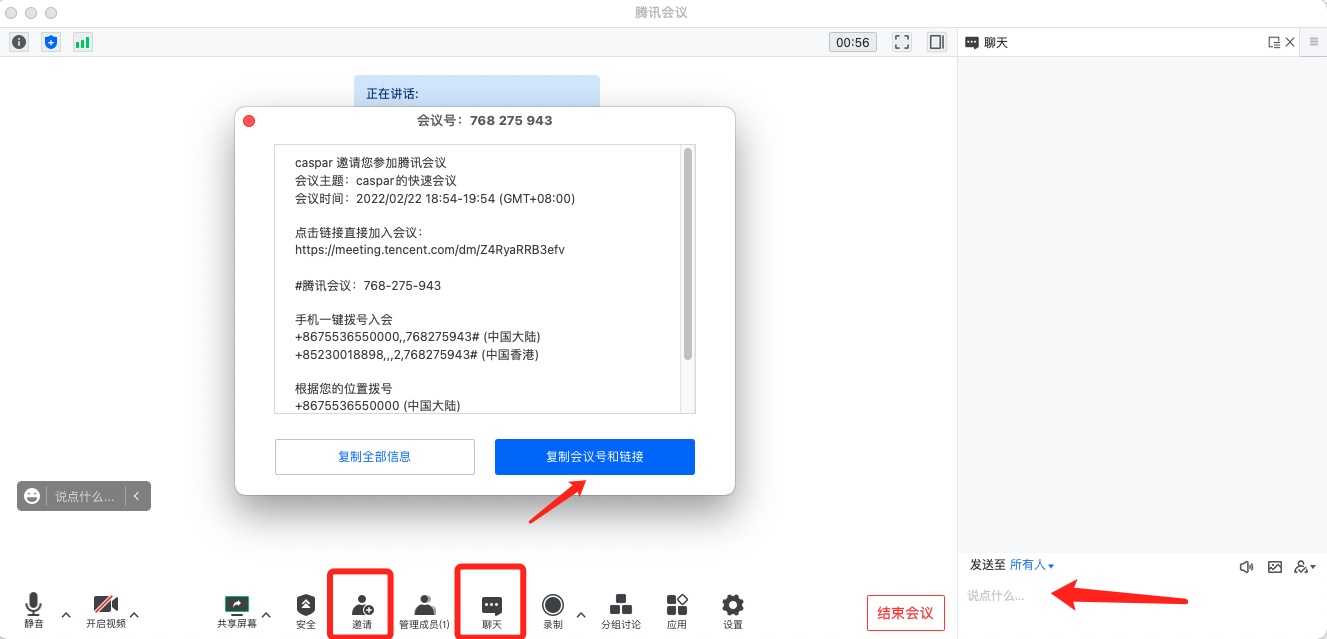 腾讯会议
00:56
聊天
正在讲话:
会议号：768 275 943
caspar 邀请您参加腾讯会议
会议主题：caspar的快速会议
会议时间：2022/02/22 18:54-19:54 (GMT+08:00)
点击链接直接加入会议：
https://meeting.tencent.com/dm/Z4RyaRRB3efv
#腾讯会议：768-275-943
手机一键拨号入会
+8675536550000,,768275943# (中国大陆)
+85230018898,,,2,768275943# (中国香港)
根据您的位置拨号
+8675536550000 (中国大陆)
复制全部信息
复制会议号和链接
说点什么...
发送至 所有人
说点什么...
静音
开启视频
共享屏幕
安全
邀请
管理成员(1)
聊天
录制
分组讨论
应用
设置
结束会议